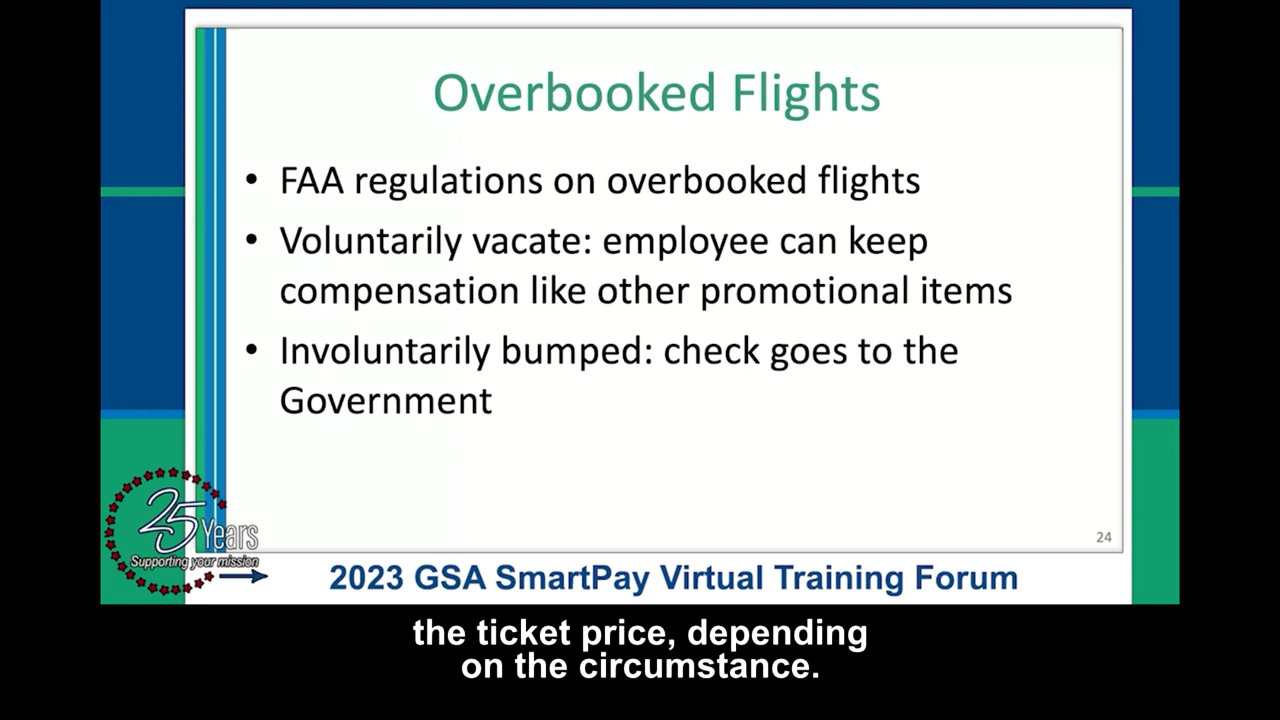 Overbooked Flights
• FAA regulations on overbooked flights
• Voluntarily vacate: employee can keep
compensation like other promotional items
• Involuntarily bumped: check goes to the
Government
24
25
Years
Supporting your mission
2023 GSA SmartPay Virtual Training Forum
the ticket price, depending
on the circumstance.